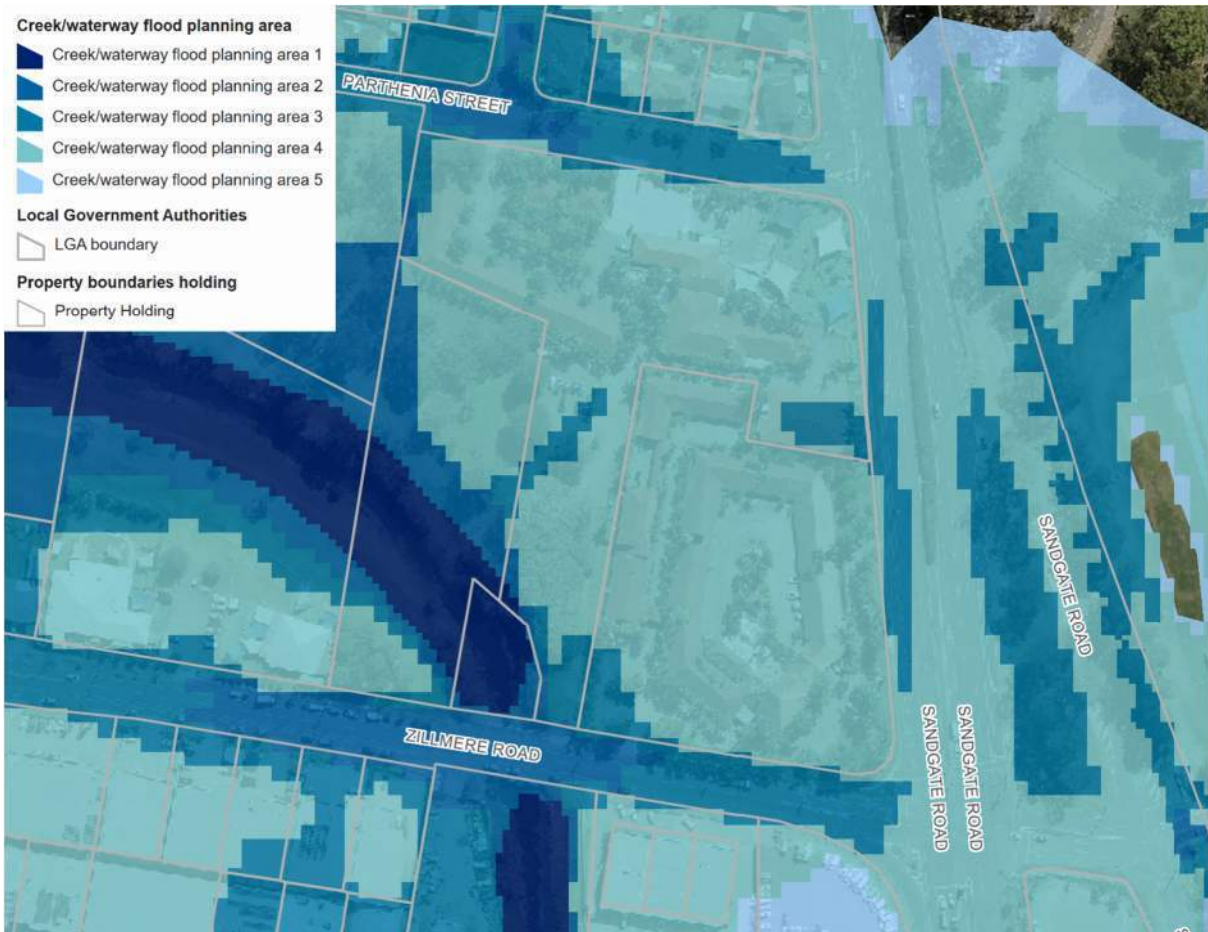 Creek/waterway flood planning area
Creek/waterway flood planning area 1
Creek/waterway flood planning area 2
Creek/waterway flood planning area 3
Creek/waterway flood planning area 4
Creek/waterway flood planning area 5
Local Government Authorities
LGA boundary
Property boundaries holding
Property Holding
PARTHENIA STREET
SANDGATE ROAD
ZILLMERE ROAD
SANDGATE ROAD
SANDGATE ROAD